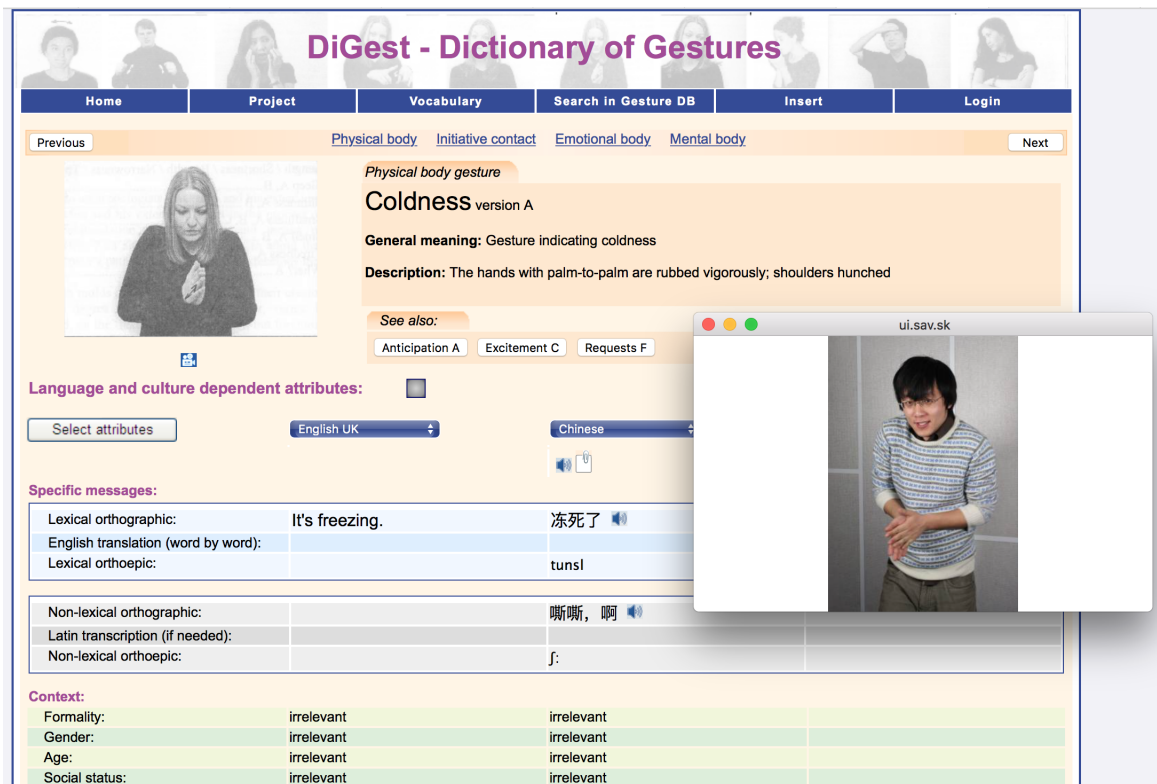 DiGest - Dictionary of Gestures
Home Project Vocabulary Search in Gesture DB Insert Login
Previous Physical body Initiative contact Emotional body Mental body Next
Physical body gesture
Coldness version A
General meaning: Gesture indicating coldness
Description: The hands with palm-to-palm are rubbed vigorously; shoulders hunched
See also:
Anticipation A Excitement C Requests F
ui.sav.sk
Language and culture dependent attributes:
Select attributes English UK Chinese
Specific messages:
Lexical orthographic: It's freezing. 冻死了
English translation (word by word):
Lexical orthoepic: tunsl
Non-lexical orthographic: 嘶嘶，啊
Latin transcription (if needed):
Non-lexical orthoepic: ʃ:
Context:
Formality: irrelevant irrelevant
Gender: irrelevant irrelevant
Age: irrelevant irrelevant
Social status: irrelevant irrelevant